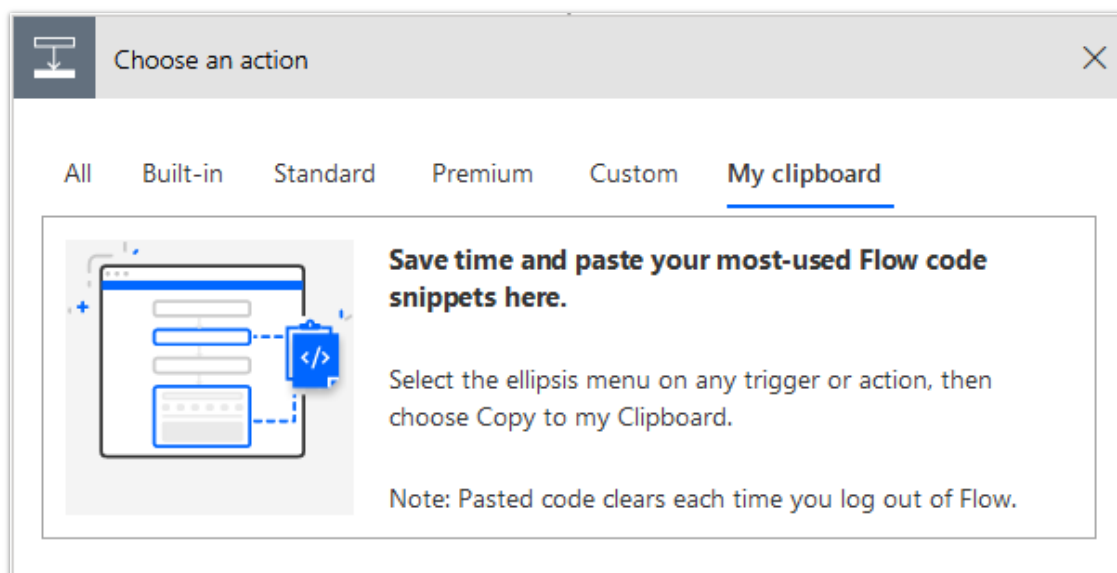 Choose an action
All Built-in Standard Premium Custom My clipboard
Save time and paste your most-used Flow code
snippets here.
</>
Select the ellipsis menu on any trigger or action, then
choose Copy to my Clipboard.
Note: Pasted code clears each time you log out of Flow.